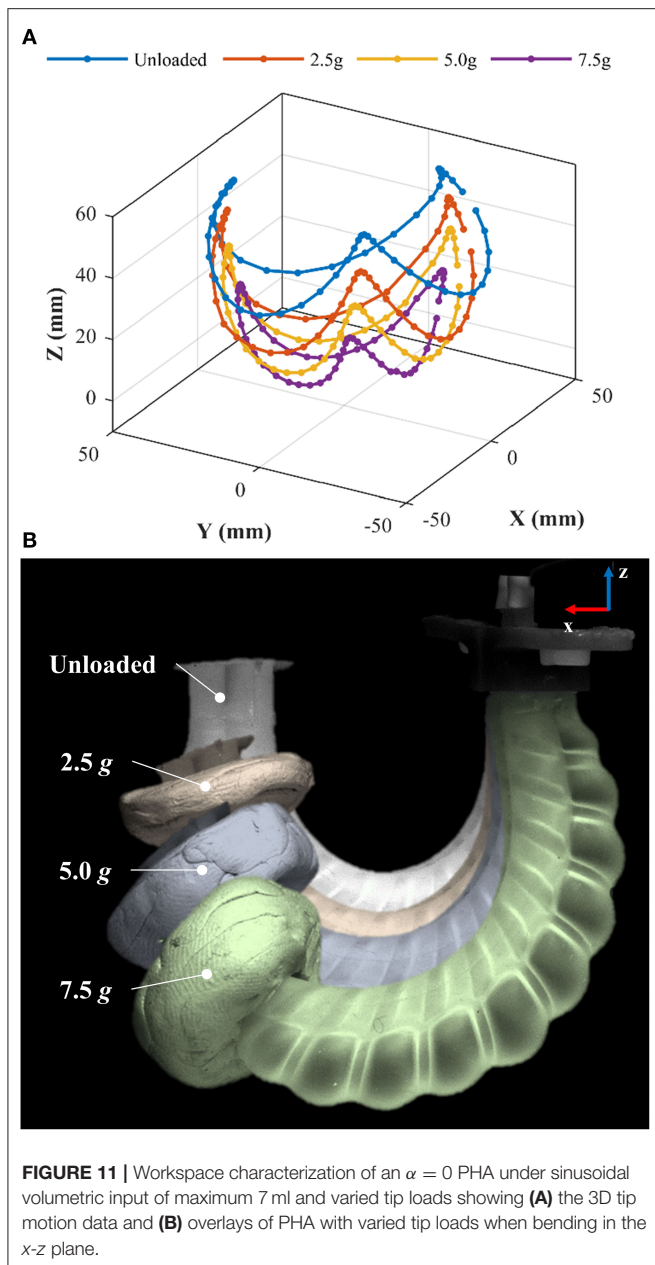 A
Unloaded 2.5g 5.0g 7.5g
60
40
20
0
Z (mm)
50
0
-50
Y (mm)
-50
0
50
X (mm)
B
z
x
Unloaded
2.5 g
5.0 g
7.5 g
FIGURE 11 | Workspace characterization of an α = 0 PHA under sinusoidal
volumetric input of maximum 7 ml and varied tip loads showing (A) the 3D tip
motion data and (B) overlays of PHA with varied tip loads when bending in the
x-z plane.